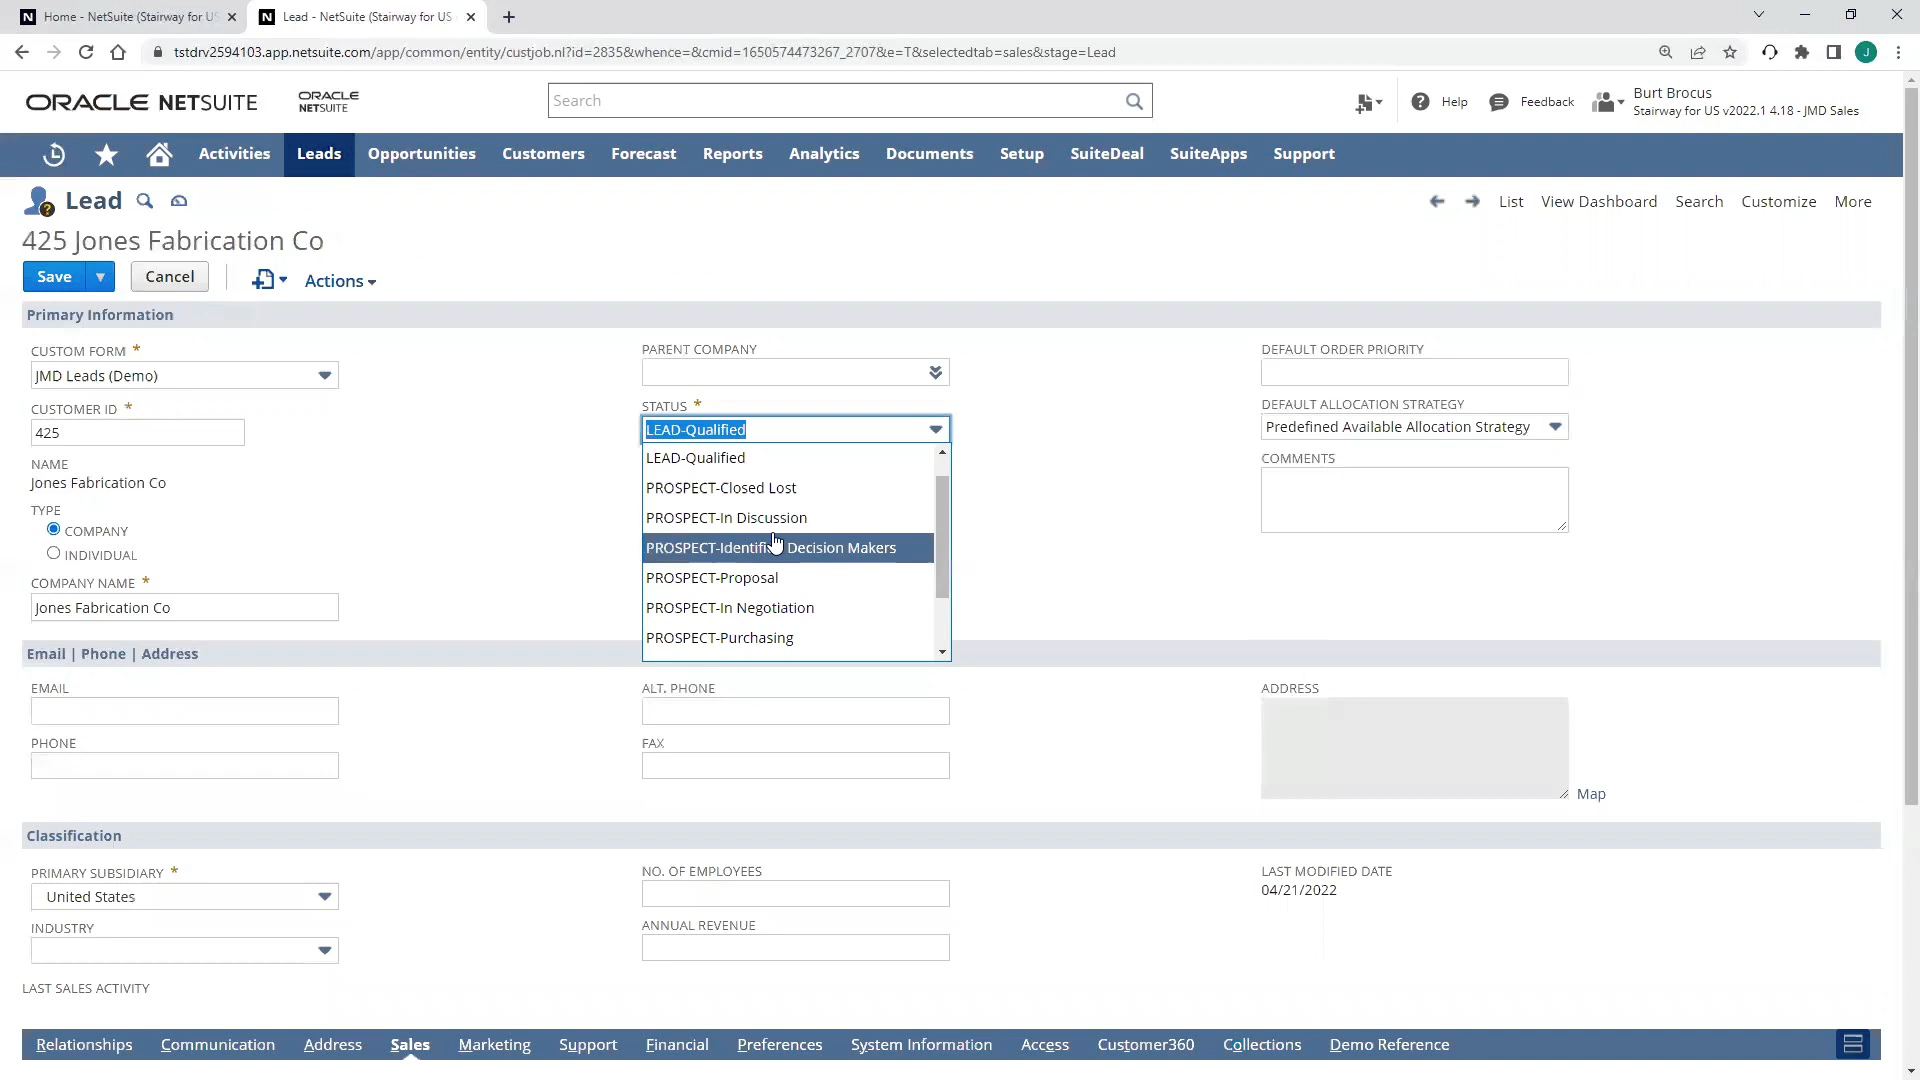 Home - NetSuite (Stairway for US
Lead - NetSuite (Stairway for US
tstdrv2594103.app.netsuite.com/app/common/entity/custjob.nl?id=2835&whence=&cmid=1650574473267_2707&e=T&selectedtab=sales&stage=Lead
J
ORACLE NETSUITE
ORACLE
NETSUITE
Search
Help
Feedback
Burt Brocus
Stairway for US v2022.1 4.18 - JMD Sales
Activities Leads Opportunities Customers Forecast Reports Analytics Documents Setup SuiteDeal SuiteApps Support
Lead
List View Dashboard Search Customize More
425 Jones Fabrication Co
Save
Cancel
Actions
Primary Information
CUSTOM FORM *
JMD Leads (Demo)
CUSTOMER ID *
425
NAME
Jones Fabrication Co
TYPE
COMPANY
INDIVIDUAL
COMPANY NAME *
Jones Fabrication Co
PARENT COMPANY
STATUS *
LEAD-Qualified
LEAD-Qualified
PROSPECT-Closed Lost
PROSPECT-In Discussion
Decision Makers
PROSPECT-Proposal
PROSPECT-In Negotiation
PROSPECT-Purchasing
DEFAULT ORDER PRIORITY
DEFAULT ALLOCATION STRATEGY
Predefined Available Allocation Strategy
COMMENTS
Email | Phone | Address
EMAIL
PHONE
ALT. PHONE
FAX
ADDRESS
Map
Classification
PRIMARY SUBSIDIARY *
United States
INDUSTRY
NO. OF EMPLOYEES
ANNUAL REVENUE
LAST MODIFIED DATE
04/21/2022
LAST SALES ACTIVITY
Relationships Communication Address Sales Marketing Support Financial Preferences System Information Access Customer360 Collections Demo Reference